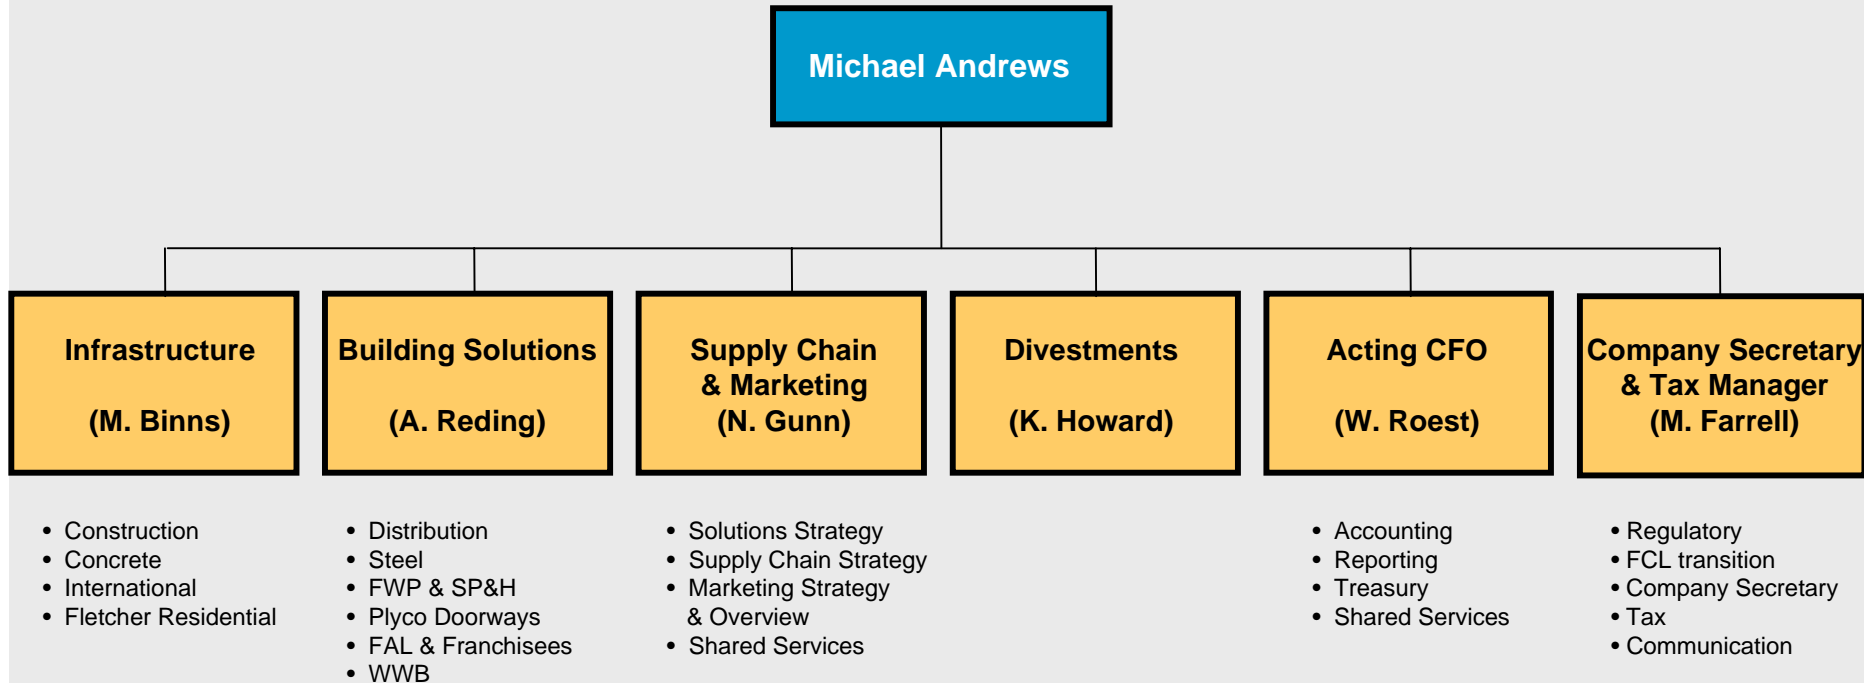 Michael Andrews
Infrastructure
(M. Binns)
Building Solutions
(A. Reding)
Supply Chain
& Marketing
(N. Gunn)
Divestments
(K. Howard)
Acting CFO
(W. Roest)
Company Secretary
& Tax Manager
(M. Farrell)
• Construction
• Concrete
• International
• Fletcher Residential
• Distribution
• Steel
• FWP & SP&H
• Plyco Doorways
• FAL & Franchisees
• WWB
• Solutions Strategy
• Supply Chain Strategy
• Marketing Strategy
& Overview
• Shared Services
• Accounting
• Reporting
• Treasury
• Shared Services
• Regulatory
• FCL transition
• Company Secretary
• Tax
• Communication